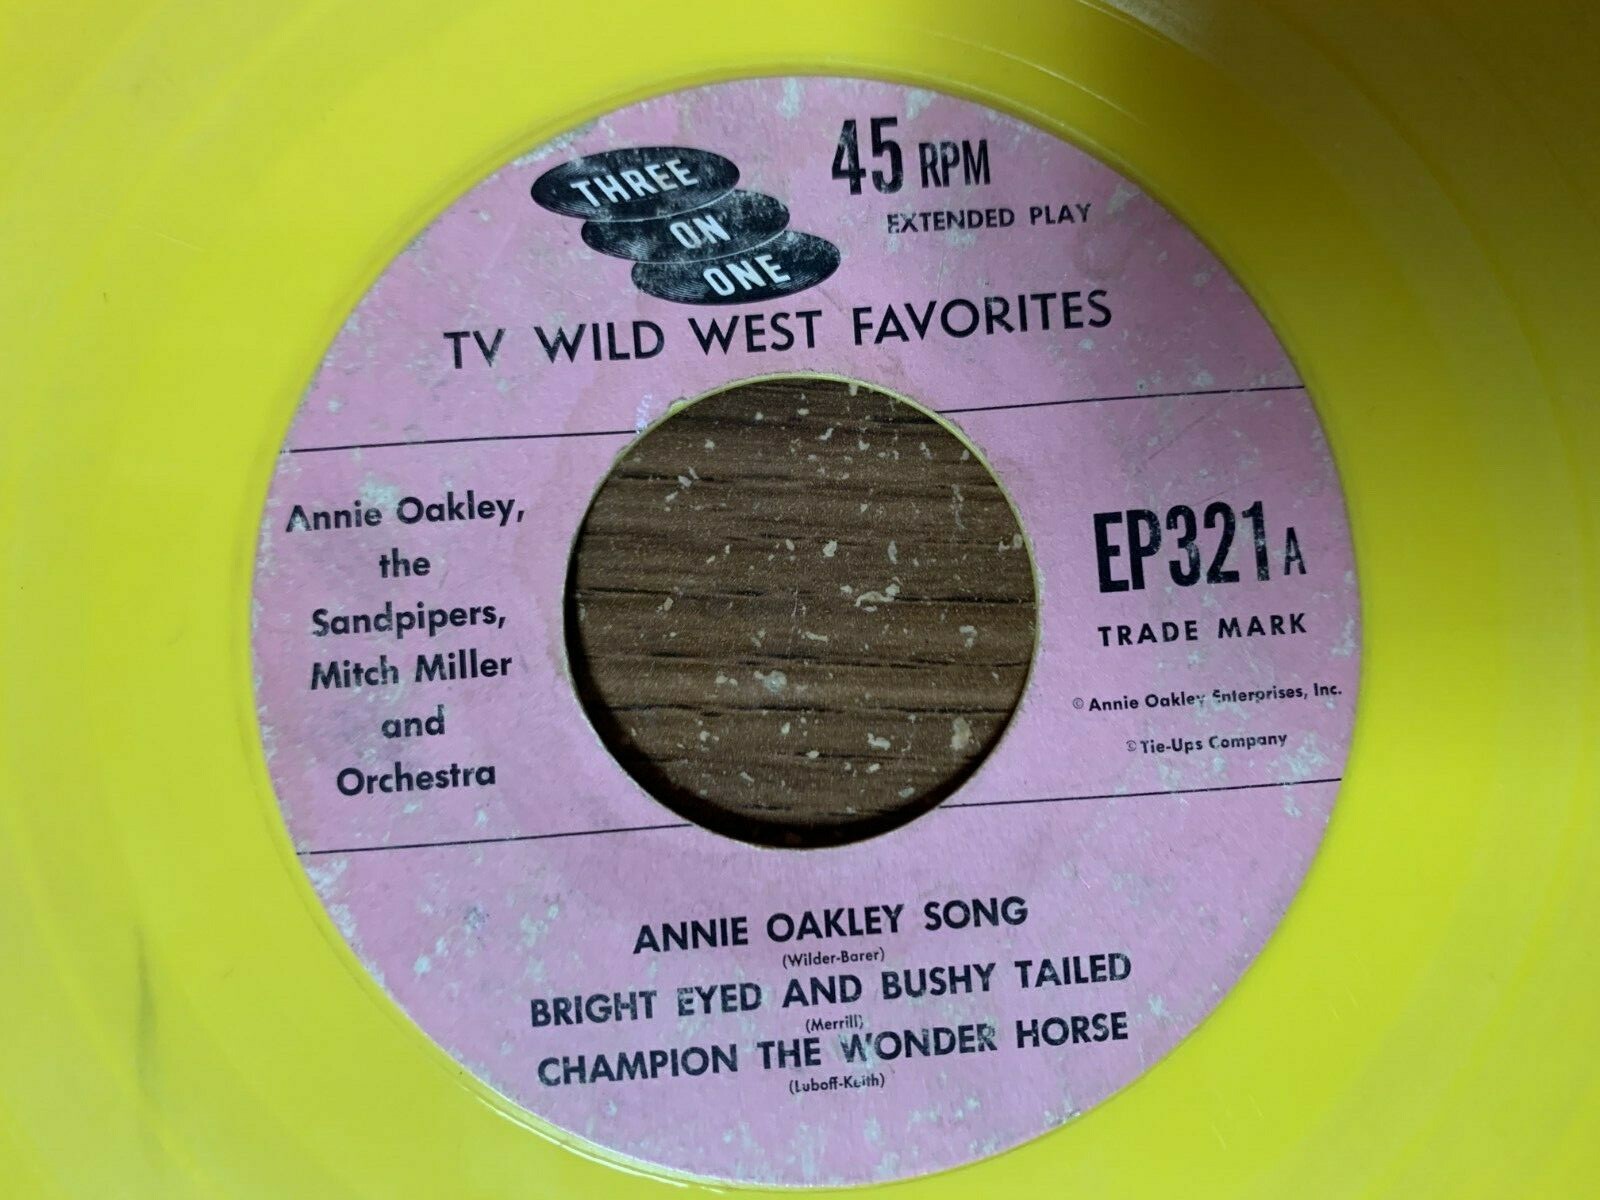 THREE
ON
ONE
45 RPM
EXTENDED PLAY
TV WILD WEST FAVORITES
Annie Oakley,
the
Sandpipers,
Mitch Miller
and
Orchestra
EP321 A
TRADE MARK
© Annie Oakley Enterprises, Inc.
© Tie-Ups Company
ANNIE OAKLEY SONG
(Wilder-Barer)
BRIGHT EYED AND BUSHY TAILED
(Merrill)
CHAMPION THE WONDER HORSE
(Luboff-Keith)